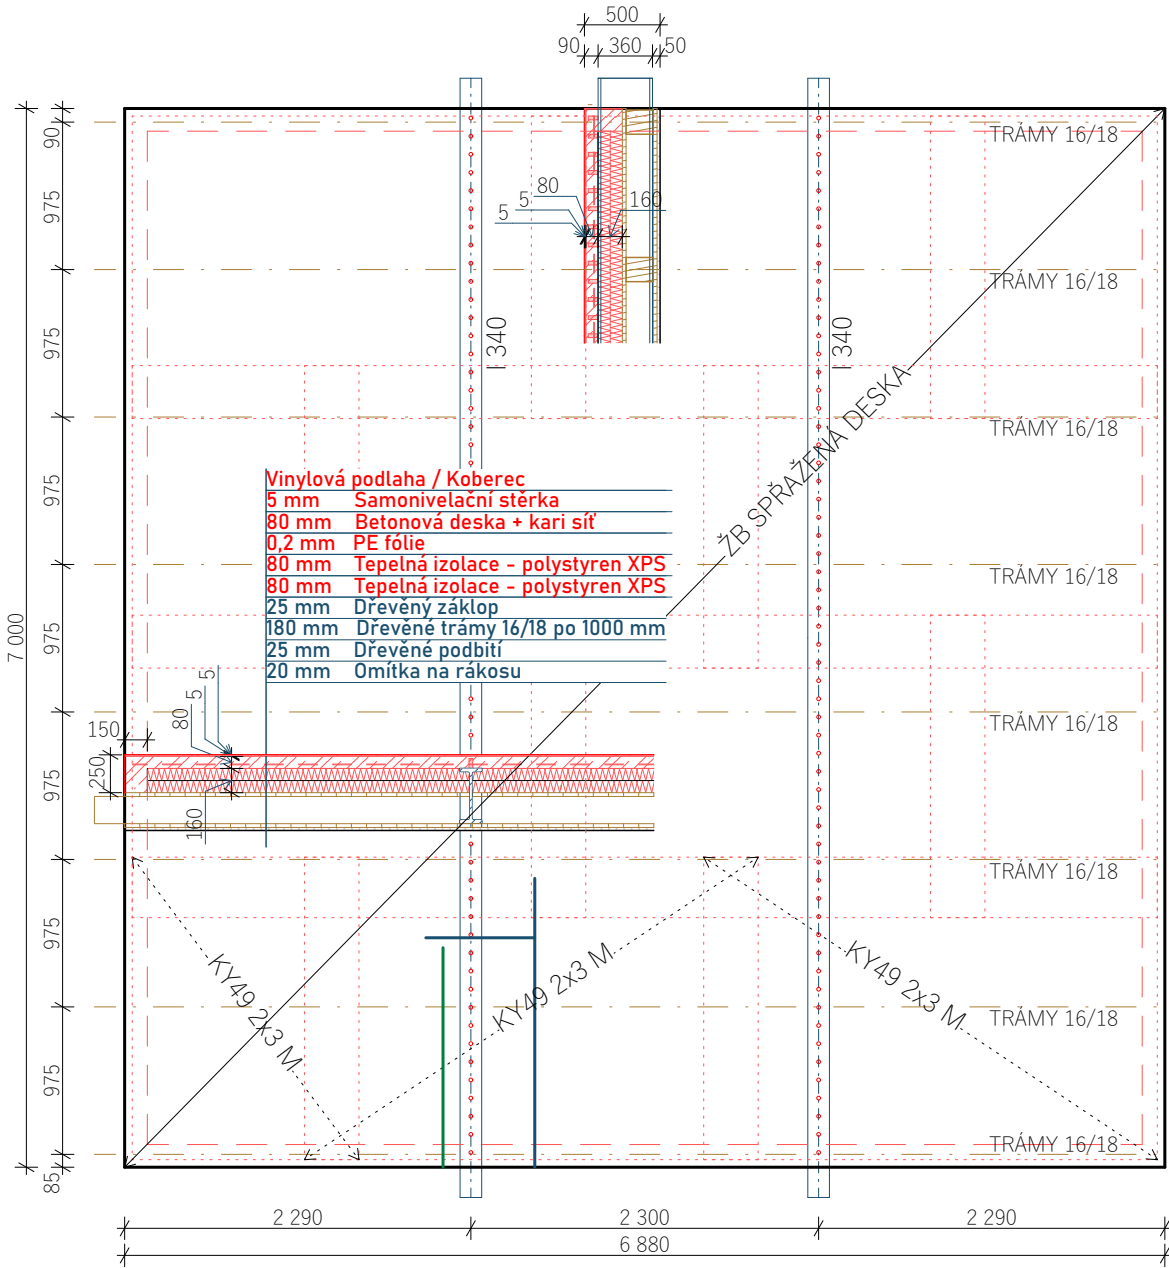 500
90 360 50
90
TRÁMY 16/18
5 5 80 160
975
TRÁMY 16/18
I 340
I 340
975
ŽB SPŘAŽENÁ DESKA
TRÁMY 16/18
975
Vinylová podlaha / Koberec
5 mm Samonivelační stěrka
80 mm Betonová deska + kari síť
0,2 mm PE fólie
80 mm Tepelná izolace - polystyren XPS
80 mm Tepelná izolace - polystyren XPS
25 mm Dřevěný záklop
180 mm Dřevěné trámy 16/18 po 1000 mm
25 mm Dřevěné podbití
20 mm Omítka na rákosu
TRÁMY 16/18
7 000
975
TRÁMY 16/18
150
80 5 5
250
160
TRÁMY 16/18
975
TRÁMY 16/18
975
KY49 2x3 M
KY49 2x3 M
KY49 2x3 M
TRÁMY 16/18
975
TRÁMY 16/18
85
2 290 2 300 2 290
6 880